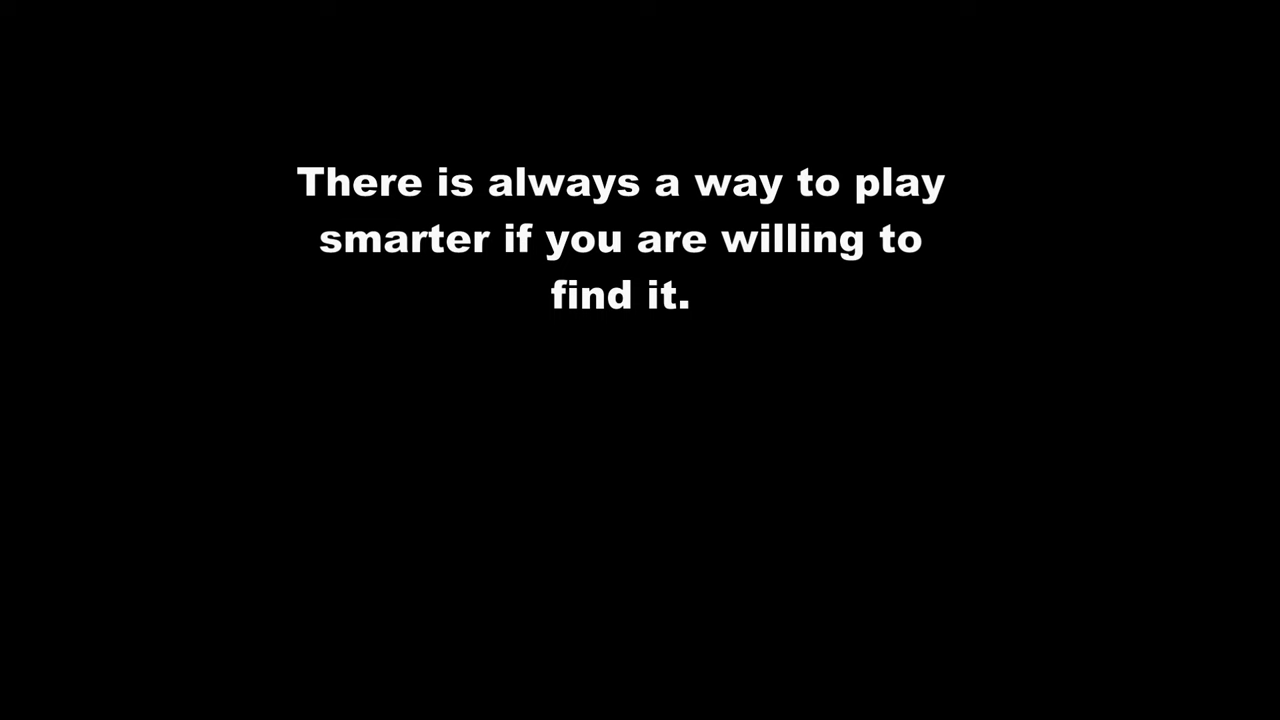 There is always a way to play
smarter if you are willing to
find it.